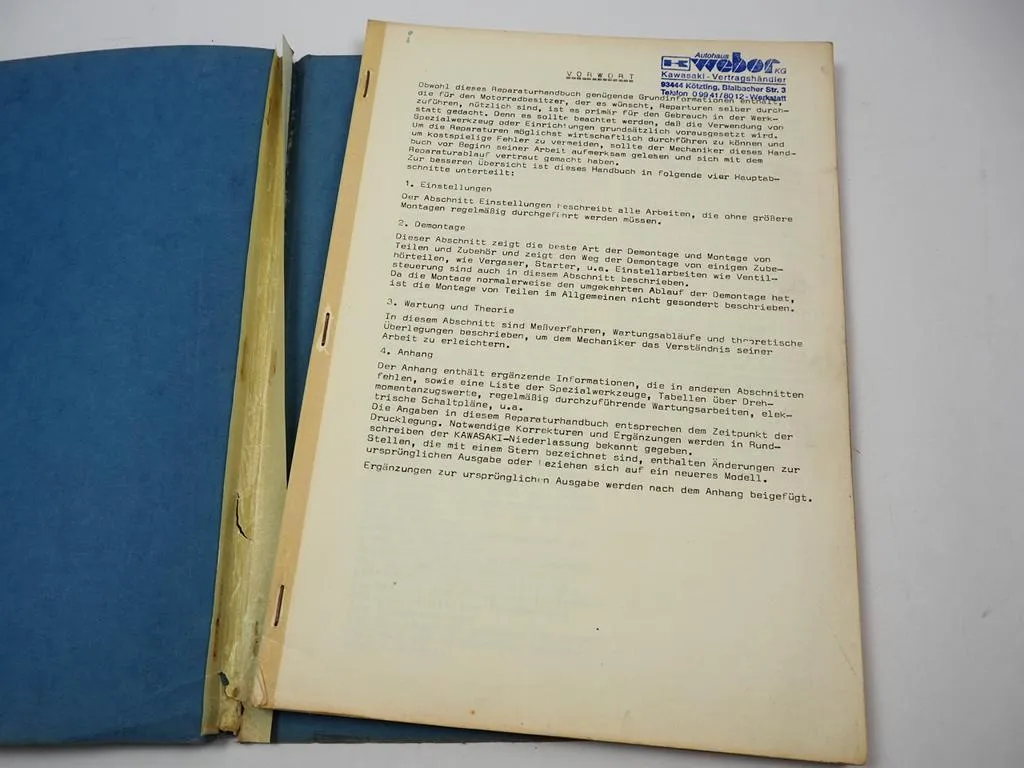 Autohaus
Weber KG
Kawasaki-Vertragshändler
93444 Kötzting, Blaibacher Str. 3
Telefon 09941/8012-Werkstatt
VORWORT
Obwohl dieses Reparaturhandbuch genügende Grundinformationen enthält,
die für den Motorradbesitzer, der es wünscht, Reparturen selber durch-
zuführen, nützlich sind, ist es primär für den Gebrauch in der Werk-
statt gedacht. Denn es sollte beachtet werden, daß die Verwendung von
Spezialwerkzeug oder Einrichtungen grundsätzlich vorausgesetzt wird.
Um die Reparaturen möglichst wirtschaftlich durchführen zu können und
um kostspielige Fehler zu vermeiden, sollte der Mechaniker dieses Hand-
buch vor Beginn seiner Arbeit aufmerksam gelesen und sich mit dem
Reparaturablauf vertraut gemacht haben.
Zur besseren Übersicht ist dieses Handbuch in folgende vier Hauptab-
schnitte unterteilt:
1. Einstellungen
Der Abschnitt Einstellungen beschreibt alle Arbeiten, die ohne größere
Montagen regelmäßig durchgeführt werden müssen.
2. Demontage
Dieser Abschnitt zeigt die beste Art der Demontage und Montage von
Teilen und Zubehör und zeigt den Weg der Demontage von einigen Zube-
hörteilen, wie Vergaser, Starter, u.a. Einstellarbeiten wie Ventil-
steuerung sind auch in diesem Abschnitt beschrieben.
Da die Montage normalerweise den umgekehrten Ablauf der Demontage hat,
ist die Montage von Teilen im Allgemeinen nicht gesondert beschrieben.
3. Wartung und Theorie
In diesem Abschnitt sind Meßverfahren, Wartungsabläufe und theoretische
Überlegungen beschrieben, um dem Mechaniker das Verständnis seiner
Arbeit zu erleichtern.
4. Anhang
Der Anhang enthält ergänzende Informationen, die in anderen Abschnitten
fehlen, sowie eine Liste der Spezialwerkzeuge, Tabellen über Dreh-
momentanzugswerte, regelmäßig durchzuführende Wartungsarbeiten, elek-
trische Schaltpläne, u.a.
Die Angaben in diesem Reparaturhandbuch entsprechen dem Zeitpunkt der
Drucklegung. Notwendige Korrekturen und Ergänzungen werden in Rund-
schreiben der KAWASAKI-Niederlassung bekannt gegeben.
Stellen, die mit einem Stern bezeichnet sind, enthalten Änderungen zur
ursprünglichen Ausgabe oder beziehen sich auf ein neueres Modell.
Ergänzungen zur ursprünglichen Ausgabe werden nach dem Anhang beigefügt.